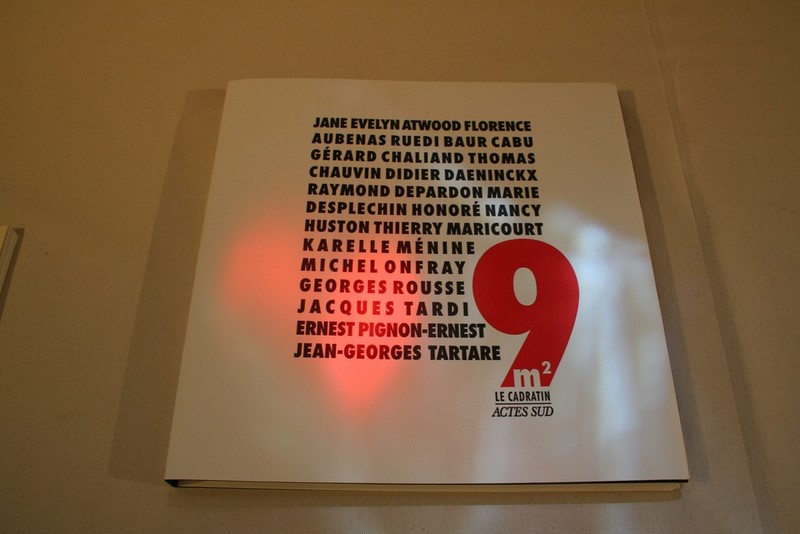 JANE EVELYN ATWOOD FLORENCE
AUBENAS RUEDI BAUR CABU
GÉRARD CHALIAND THOMAS
CHAUVIN DIDIER DAENINCKX
RAYMOND DEPARDON MARIE
DESPLECHIN HONORÉ NANCY
HUSTON THIERRY MARICOURT
KARELLE MÉNINE
MICHEL ONFRAY
GEORGES ROUSSE
JACQUES TARDI
ERNEST PIGNON-ERNEST
JEAN-GEORGES TARTARE
9
m²
LE CADRATIN
ACTES SUD